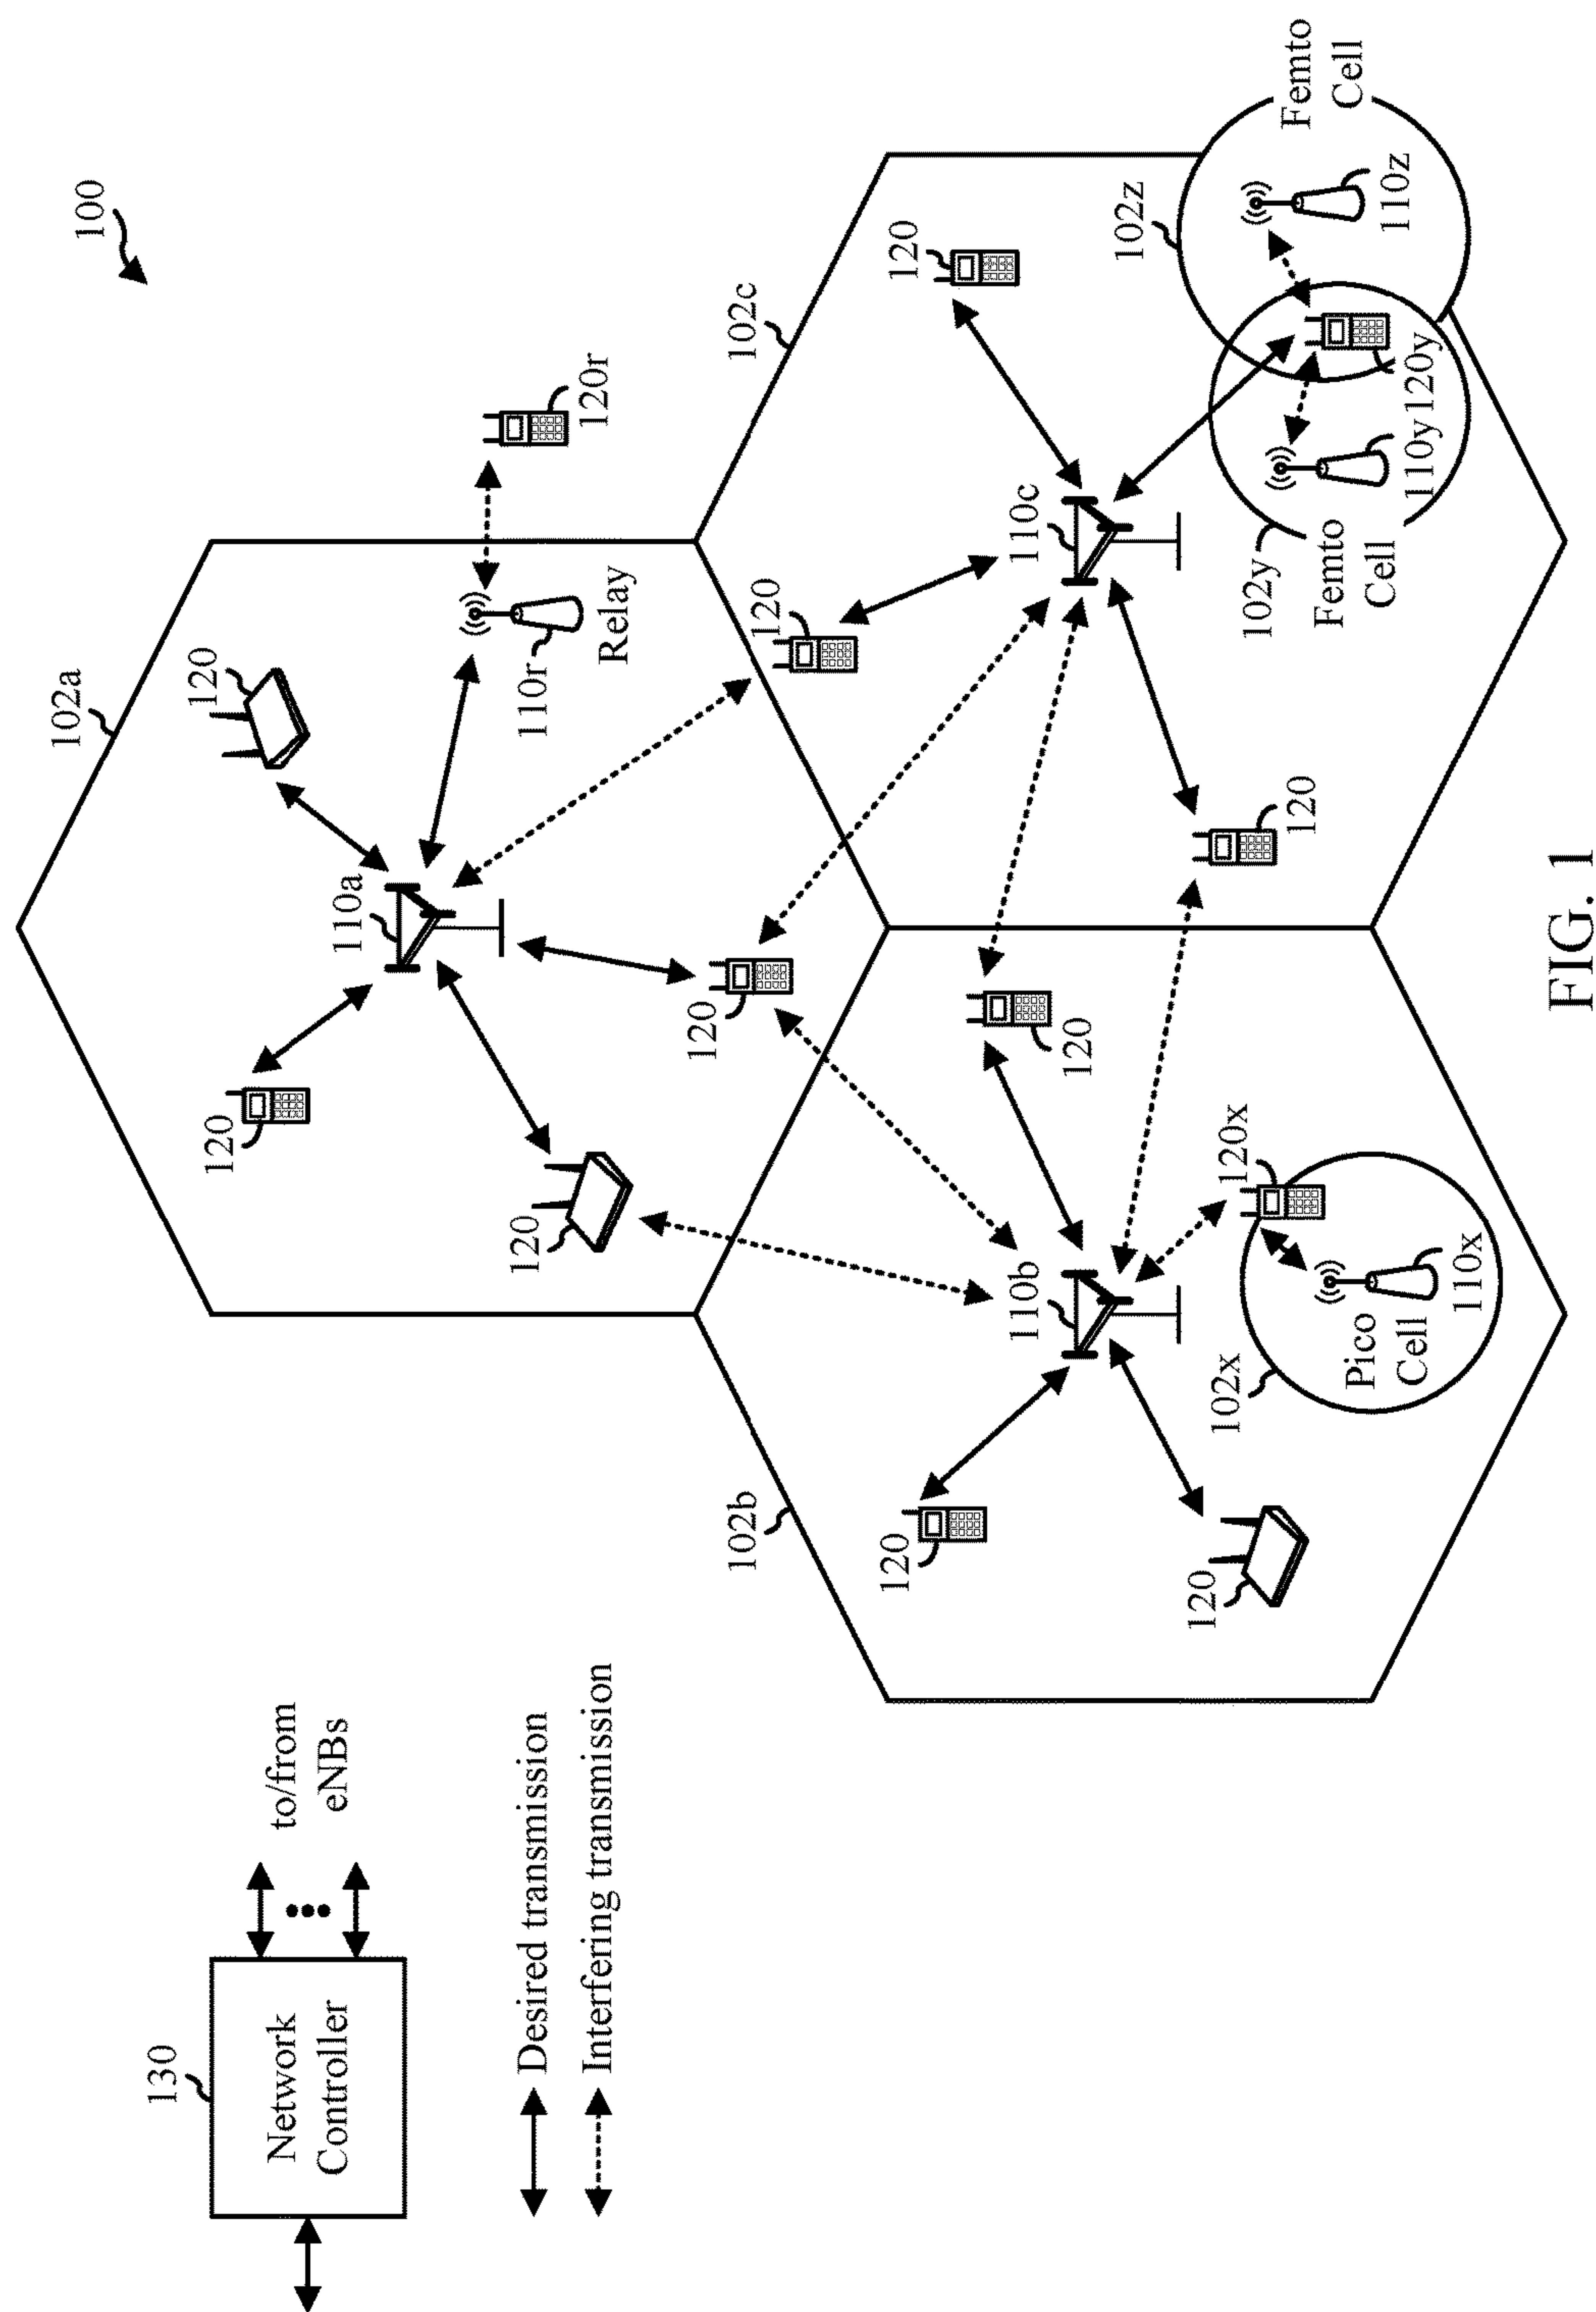 100
102a
130
Network
Controller
to/from
eNBs
Desired transmission
Interfering transmission
120
120
110a
120
110r
Relay
120r
120
102b
102c
120
120
120
110b
110c
120
102z
120
102x
120x
102y
Femto
Cell
120
Femto
Cell
Pico
Cell
110z
110y
120y
110x
FIG. 1